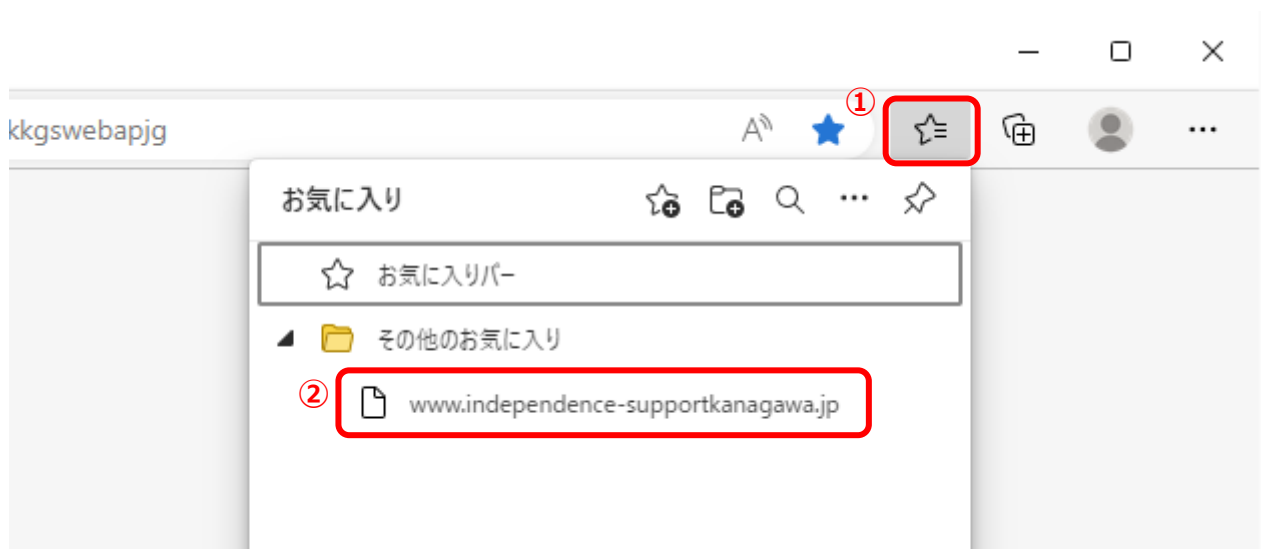 ①
kkgswebapjg
お気に入り
お気に入りバー
その他のお気に入り
②
www.independence-supportkanagawa.jp